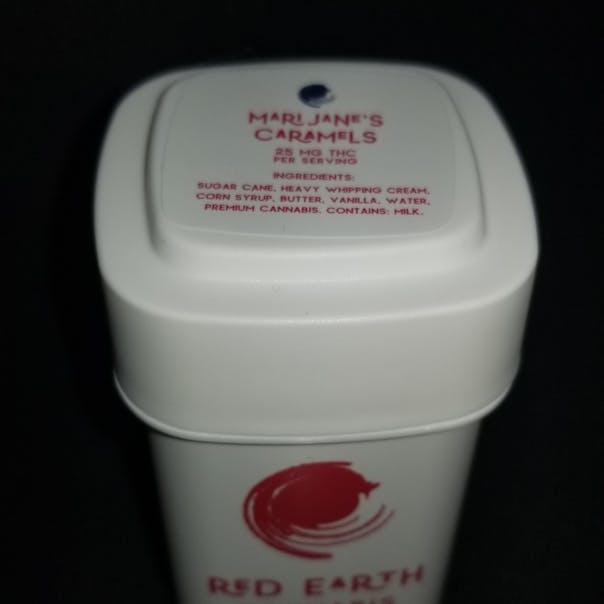 MARI JANE'S
CARAMELS
25 MG THC
PER SERVING
INGREDIENTS:
SUGAR CANE, HEAVY WHIPPING CREAM,
CORN SYRUP, BUTTER, VANILLA, WATER,
PREMIUM CANNABIS. CONTAINS: MILK.
RED EARTH